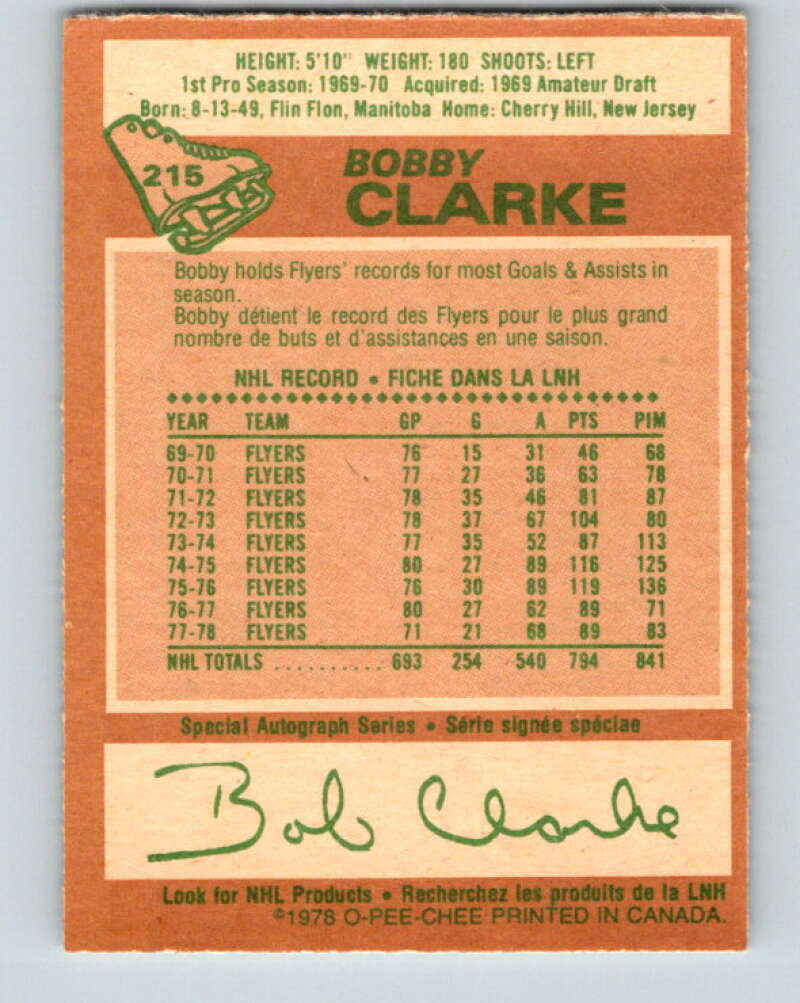 HEIGHT: 5'10" WEIGHT: 180 SHOOTS: LEFT
1st Pro Season: 1969-70 Acquired: 1969 Amateur Draft
Born: 8-13-49, Flin Flon, Manitoba Home: Cherry Hill, New Jersey
215
BOBBY
CLARKE
Bobby holds Flyers' records for most Goals & Assists in
season.
Bobby détient le record des Flyers pour le plus grand
nombre de buts et d'assistances en une saison.
NHL RECORD • FICHE DANS LA LNH
YEAR TEAM GP G A PTS PIM
69-70 FLYERS 76 15 31 46 68
70-71 FLYERS 77 27 36 63 78
71-72 FLYERS 78 35 46 81 87
72-73 FLYERS 78 37 67 104 80
73-74 FLYERS 77 35 52 87 113
74-75 FLYERS 80 27 89 116 125
75-76 FLYERS 76 30 89 119 136
76-77 FLYERS 80 27 62 89 71
77-78 FLYERS 71 21 68 89 83
NHL TOTALS .......... 693 254 540 794 841
Special Autograph Series • Série signée spéciae
Bob Clarke
Look for NHL Products • Recherchez les produits de la LNH
©1978 O-PEE-CHEE PRINTED IN CANADA.